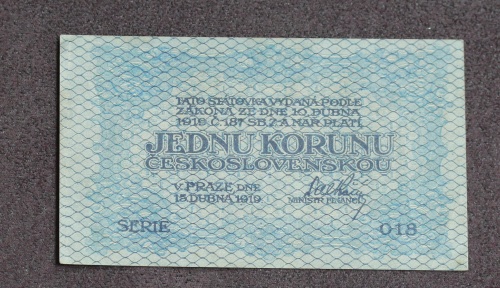 TATO STÁTOVKA VYDANÁ PODLE
ZÁKONA ZE DNE 10. DUBNA
1919 Č. 187 SB. Z. A NAŘ. PLATÍ
JEDNU KORUNU
ČESKOSLOVENSKOU
V PRAZE DNE
15. DUBNA 1919.
MINISTR FINANCÍ
SERIE 018